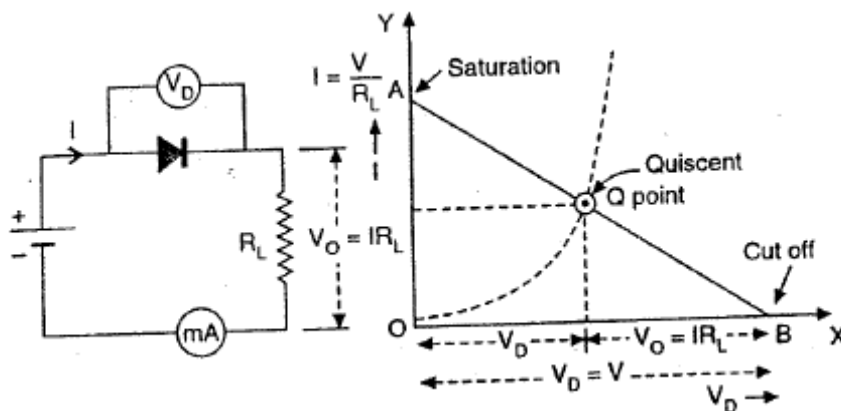 V_D
I
+
−
R_L
V_O = IR_L
mA
Y
I = V/R_L
A
Saturation
I
Quiscent
Q point
Cut off
O
V_D
V_O = IR_L
B
X
V_D = V
V_D